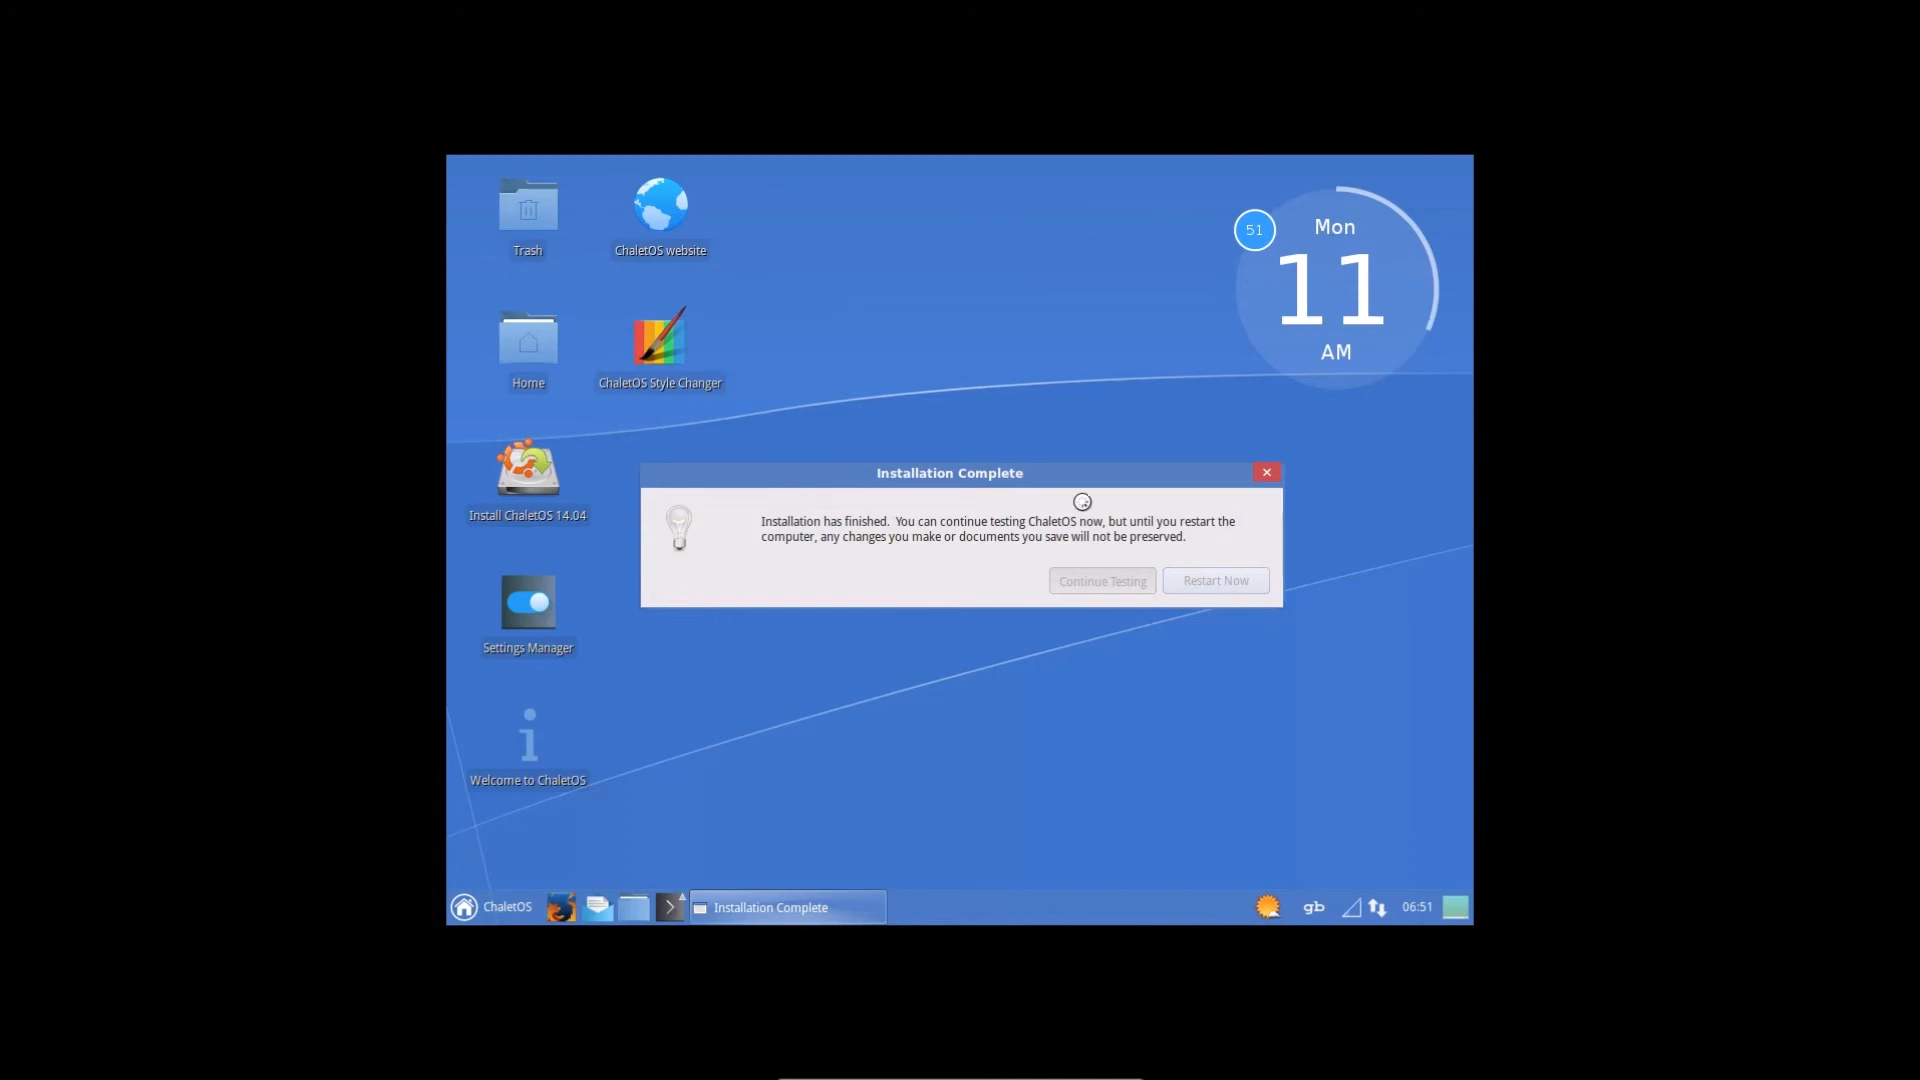 Trash
ChaletOS website
51
Mon
11
AM
Home
ChaletOS Style Changer
Install ChaletOS 14.04
Installation Complete
Installation has finished. You can continue testing ChaletOS now, but until you restart the
computer, any changes you make or documents you save will not be preserved.
Continue Testing
Restart Now
Settings Manager
Welcome to ChaletOS
ChaletOS
Installation Complete
gb
06:51